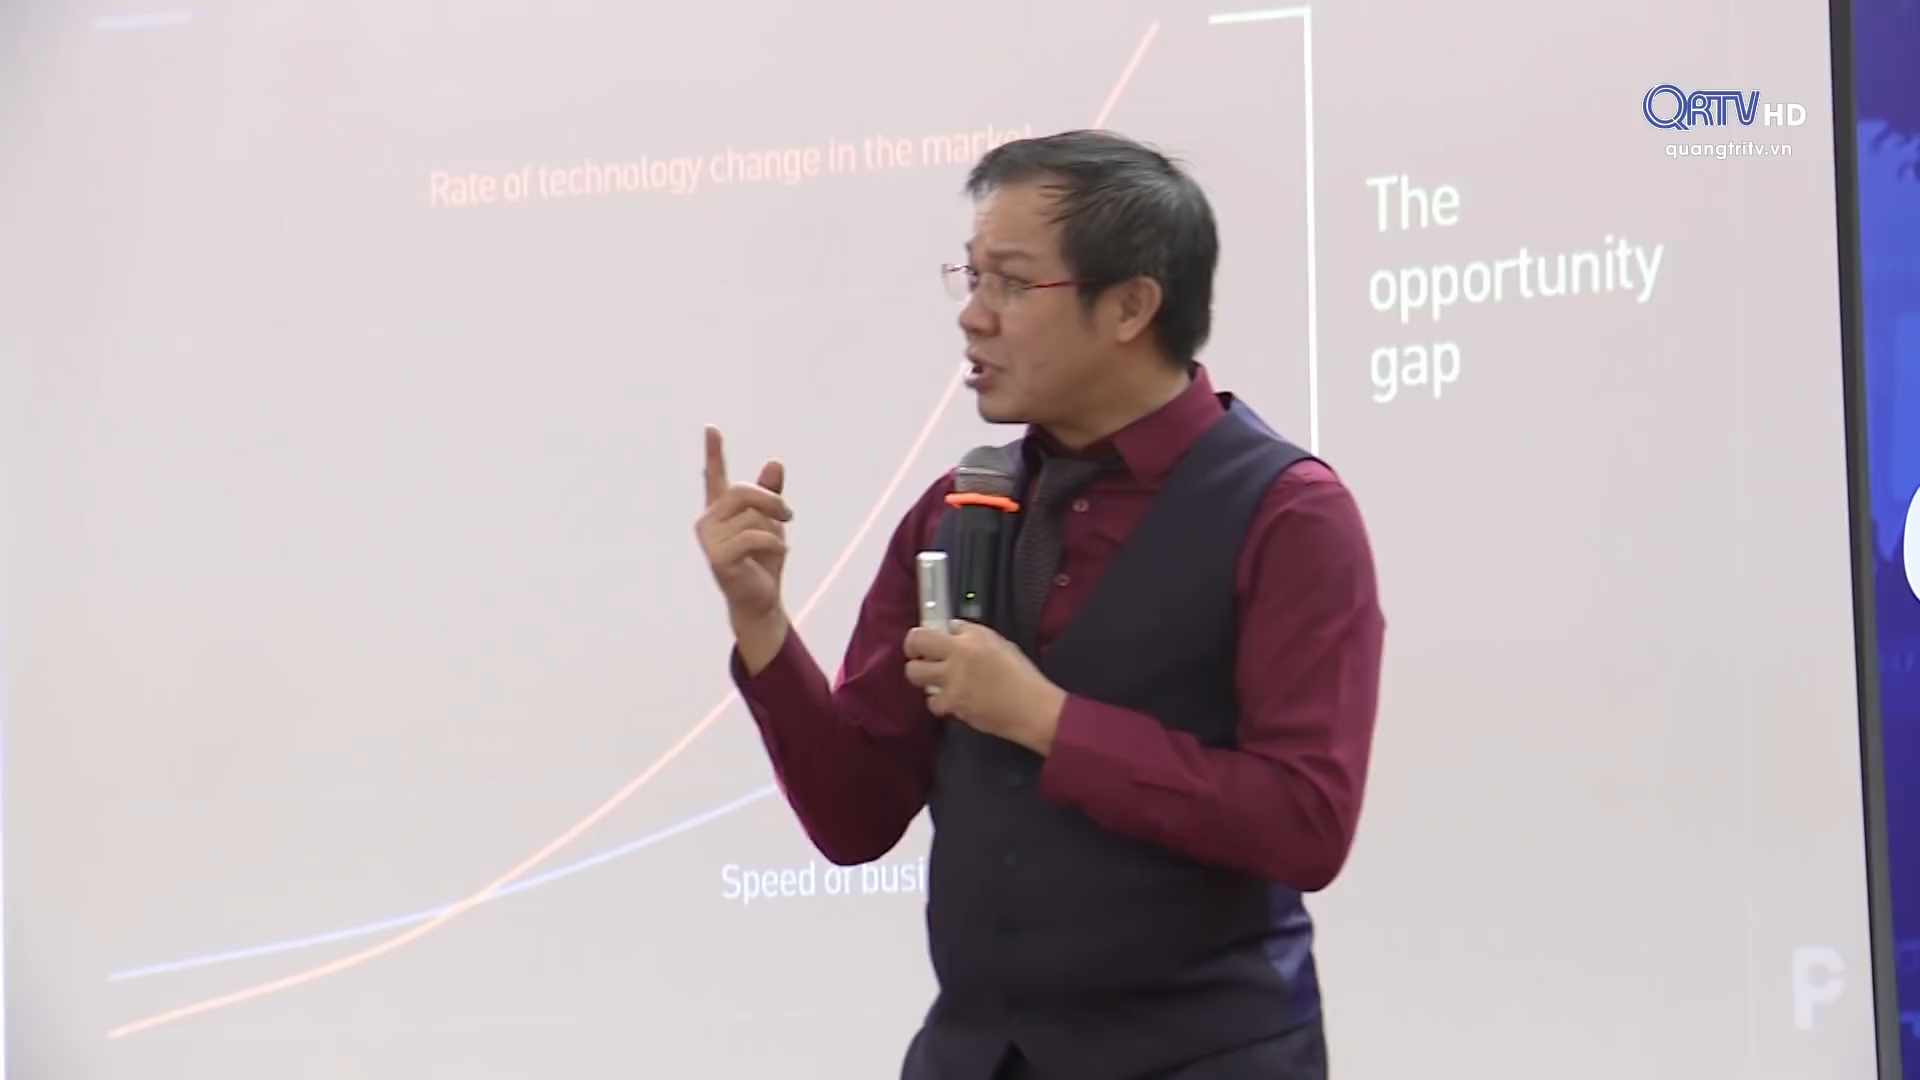 QRTV HD
quangtritv.vn
Rate of technology change in the market
The
opportunity
gap
Speed of busi